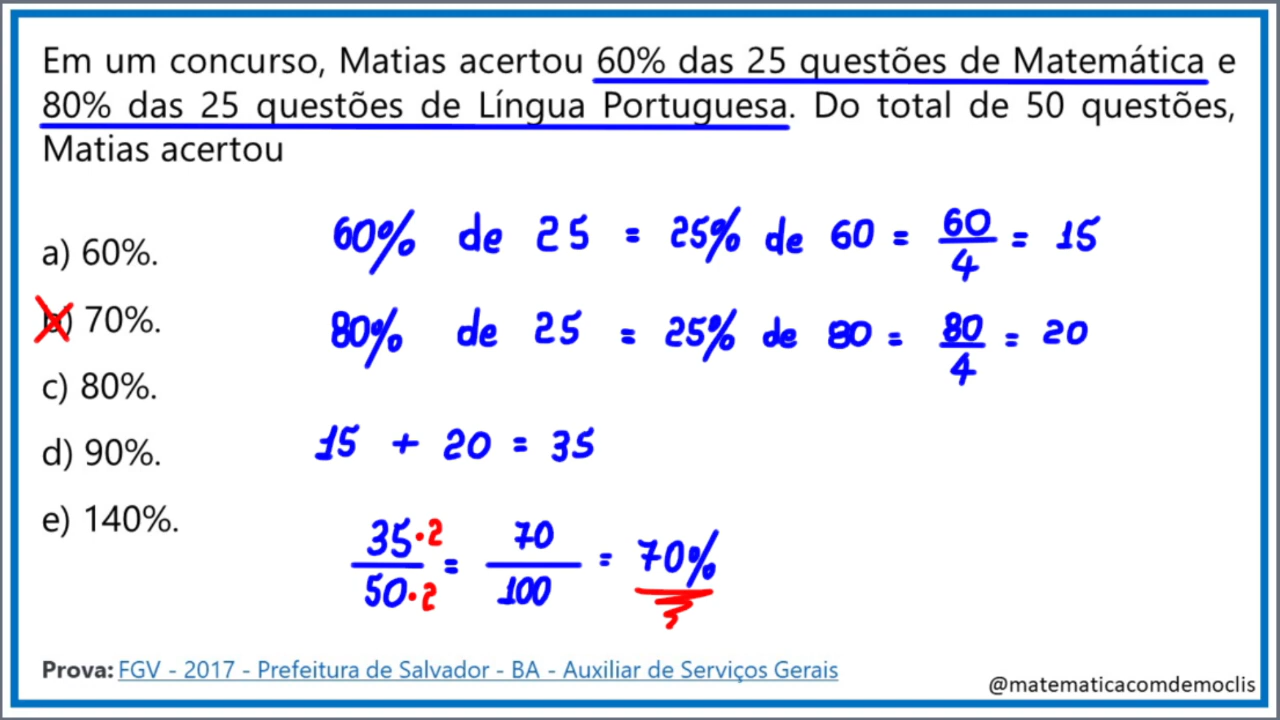 Em um concurso, Matias acertou 60% das 25 questões de Matemática e
80% das 25 questões de Língua Portuguesa. Do total de 50 questões,
Matias acertou
60% de 25 = 25% de 60 = 60/4 = 15
a) 60%.
80% de 25 = 25% de 80 = 80/4 = 20
b) 70%.
c) 80%.
15 + 20 = 35
d) 90%.
e) 140%.
35·2/50·2 = 70/100 = 70%
Prova: FGV - 2017 - Prefeitura de Salvador - BA - Auxiliar de Serviços Gerais
@matematicacomdemoclis